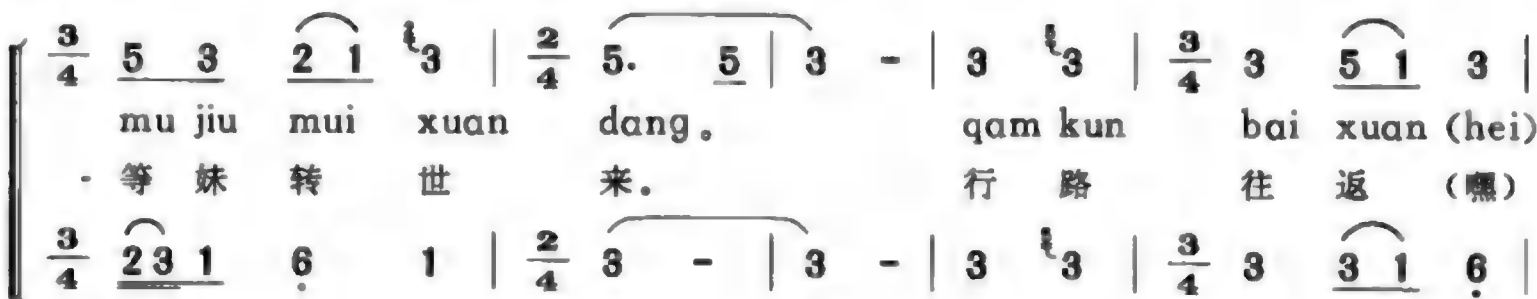 3/4 5 3 2 1 3 | 2/4 5. 5 | 3 - | 3 3 | 3/4 3 5 1 3 |
mu jiu mui xuan dang。 qam kun bai xuan (hei)
等 妹 转 世 来。 行 路 往 返 (嘿)
3/4 2 3 1 6̣ 1 | 2/4 3 - | 3 - | 3 3 | 3/4 3 3 1 6̣ |